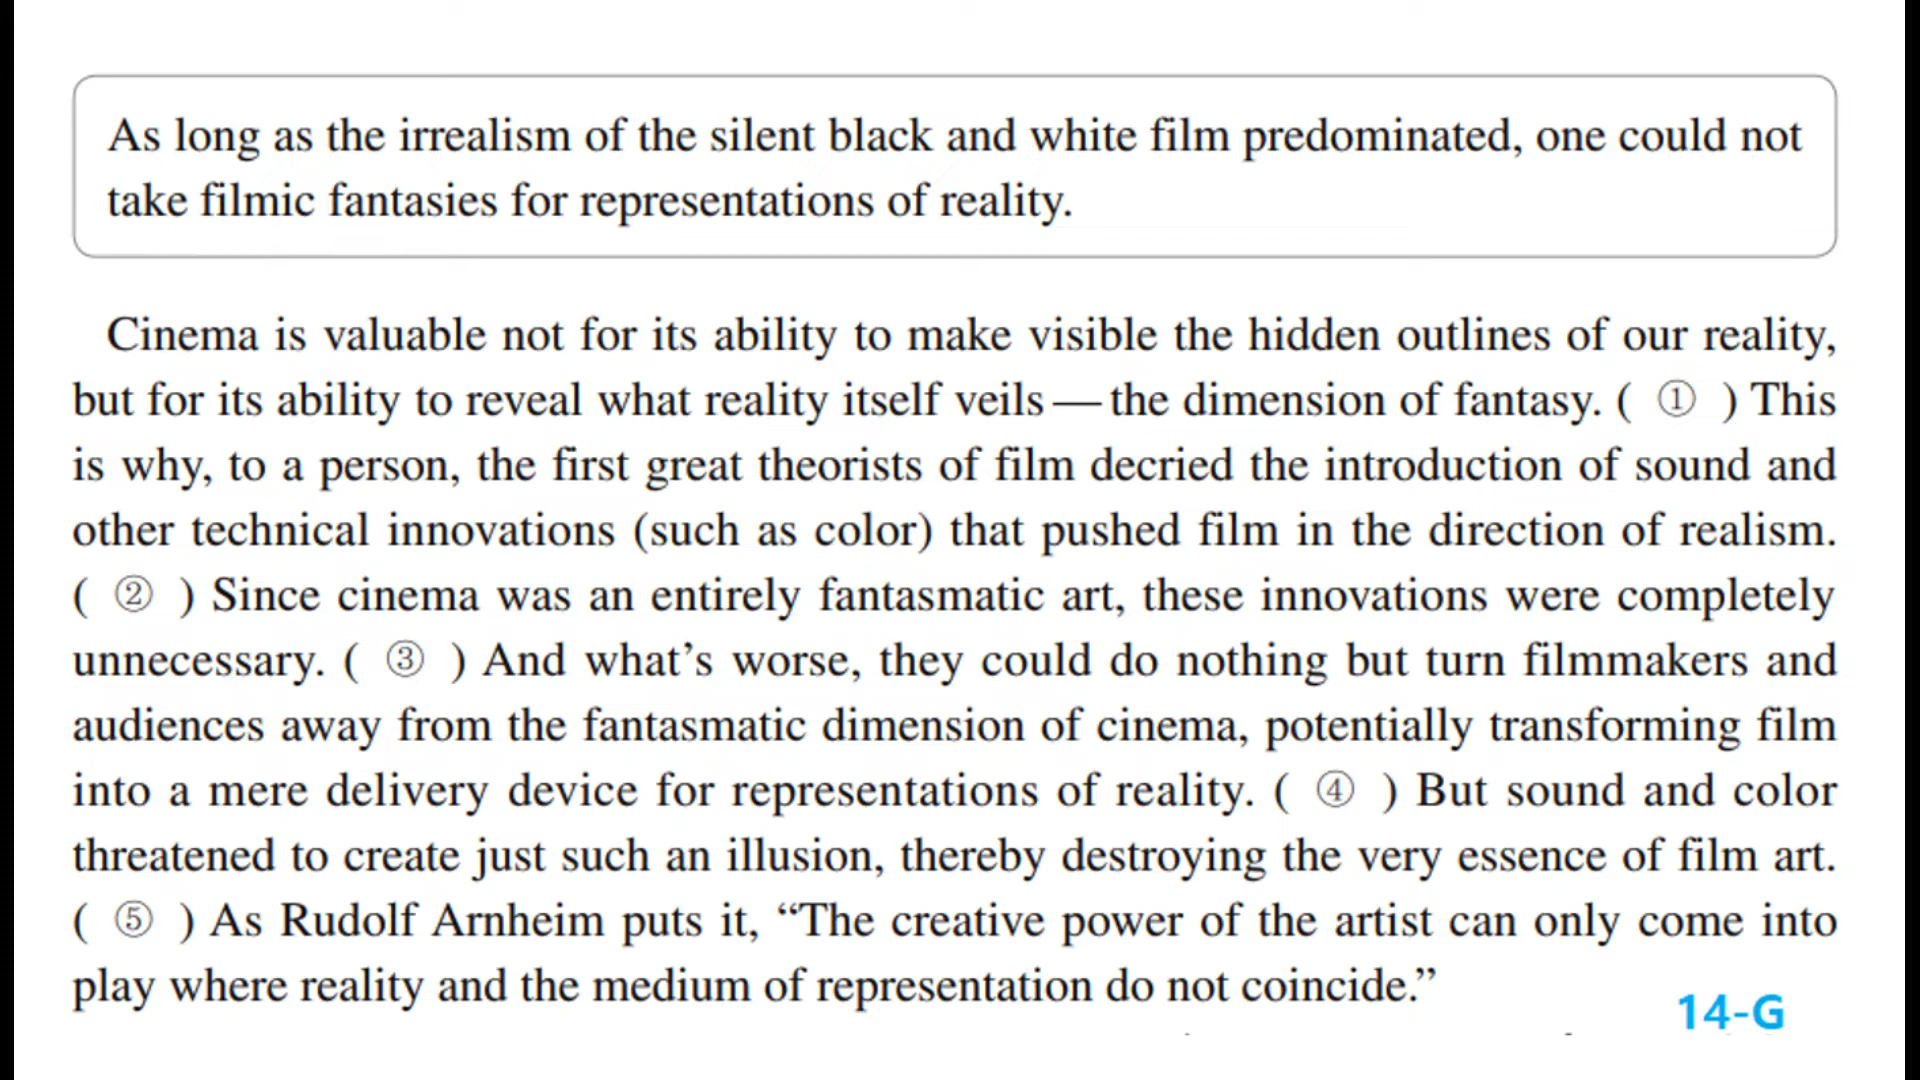 As long as the irrealism of the silent black and white film predominated, one could not
take filmic fantasies for representations of reality.
Cinema is valuable not for its ability to make visible the hidden outlines of our reality,
but for its ability to reveal what reality itself veils — the dimension of fantasy. ( ① ) This
is why, to a person, the first great theorists of film decried the introduction of sound and
other technical innovations (such as color) that pushed film in the direction of realism.
( ② ) Since cinema was an entirely fantasmatic art, these innovations were completely
unnecessary. ( ③ ) And what’s worse, they could do nothing but turn filmmakers and
audiences away from the fantasmatic dimension of cinema, potentially transforming film
into a mere delivery device for representations of reality. ( ④ ) But sound and color
threatened to create just such an illusion, thereby destroying the very essence of film art.
( ⑤ ) As Rudolf Arnheim puts it, “The creative power of the artist can only come into
play where reality and the medium of representation do not coincide.”
14-G